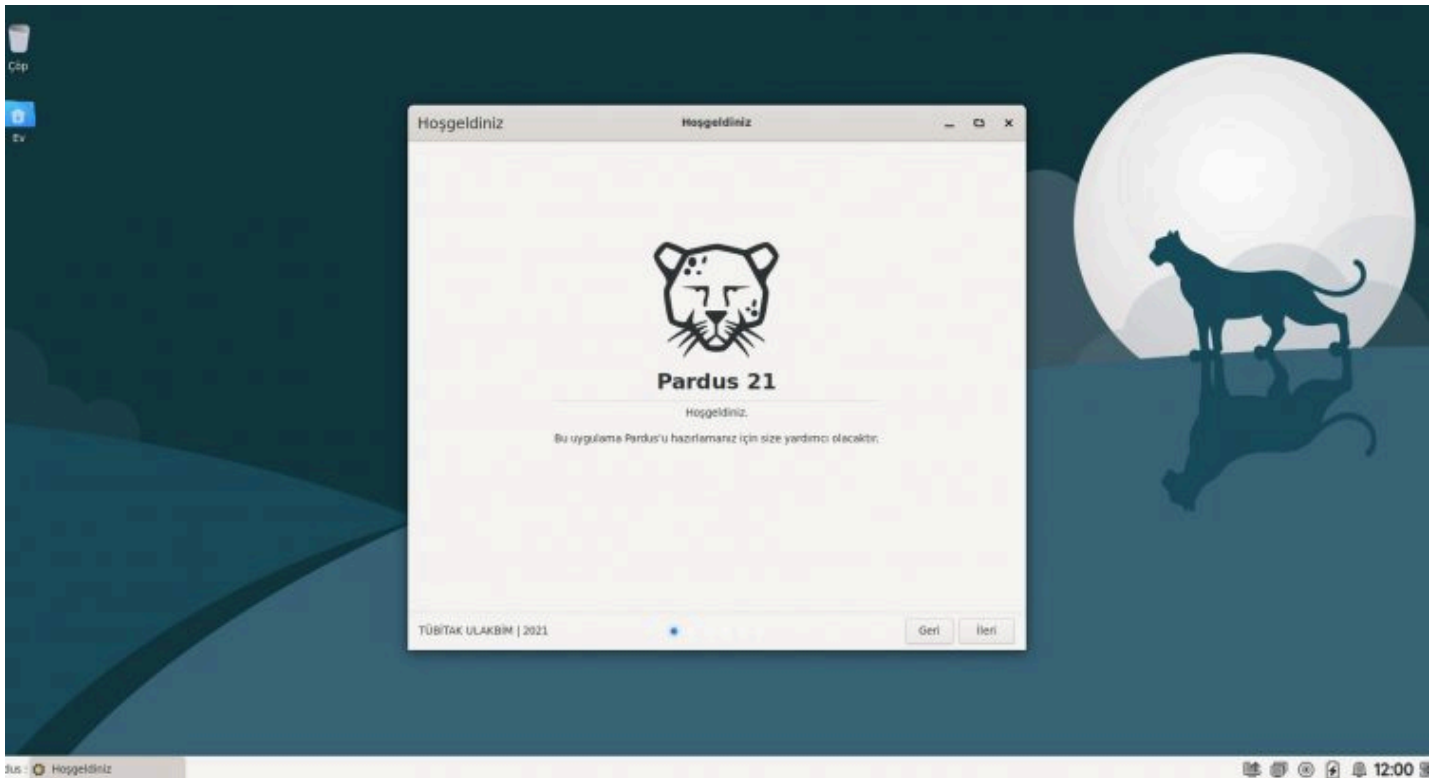 Çöp
Ev
Hoşgeldiniz Hoşgeldiniz
Pardus 21
Hoşgeldiniz.
Bu uygulama Pardus'u hazırlamanız için size yardımcı olacaktır.
TÜBİTAK ULAKBİM | 2021 Geri İleri
Hoşgeldiniz 12:00